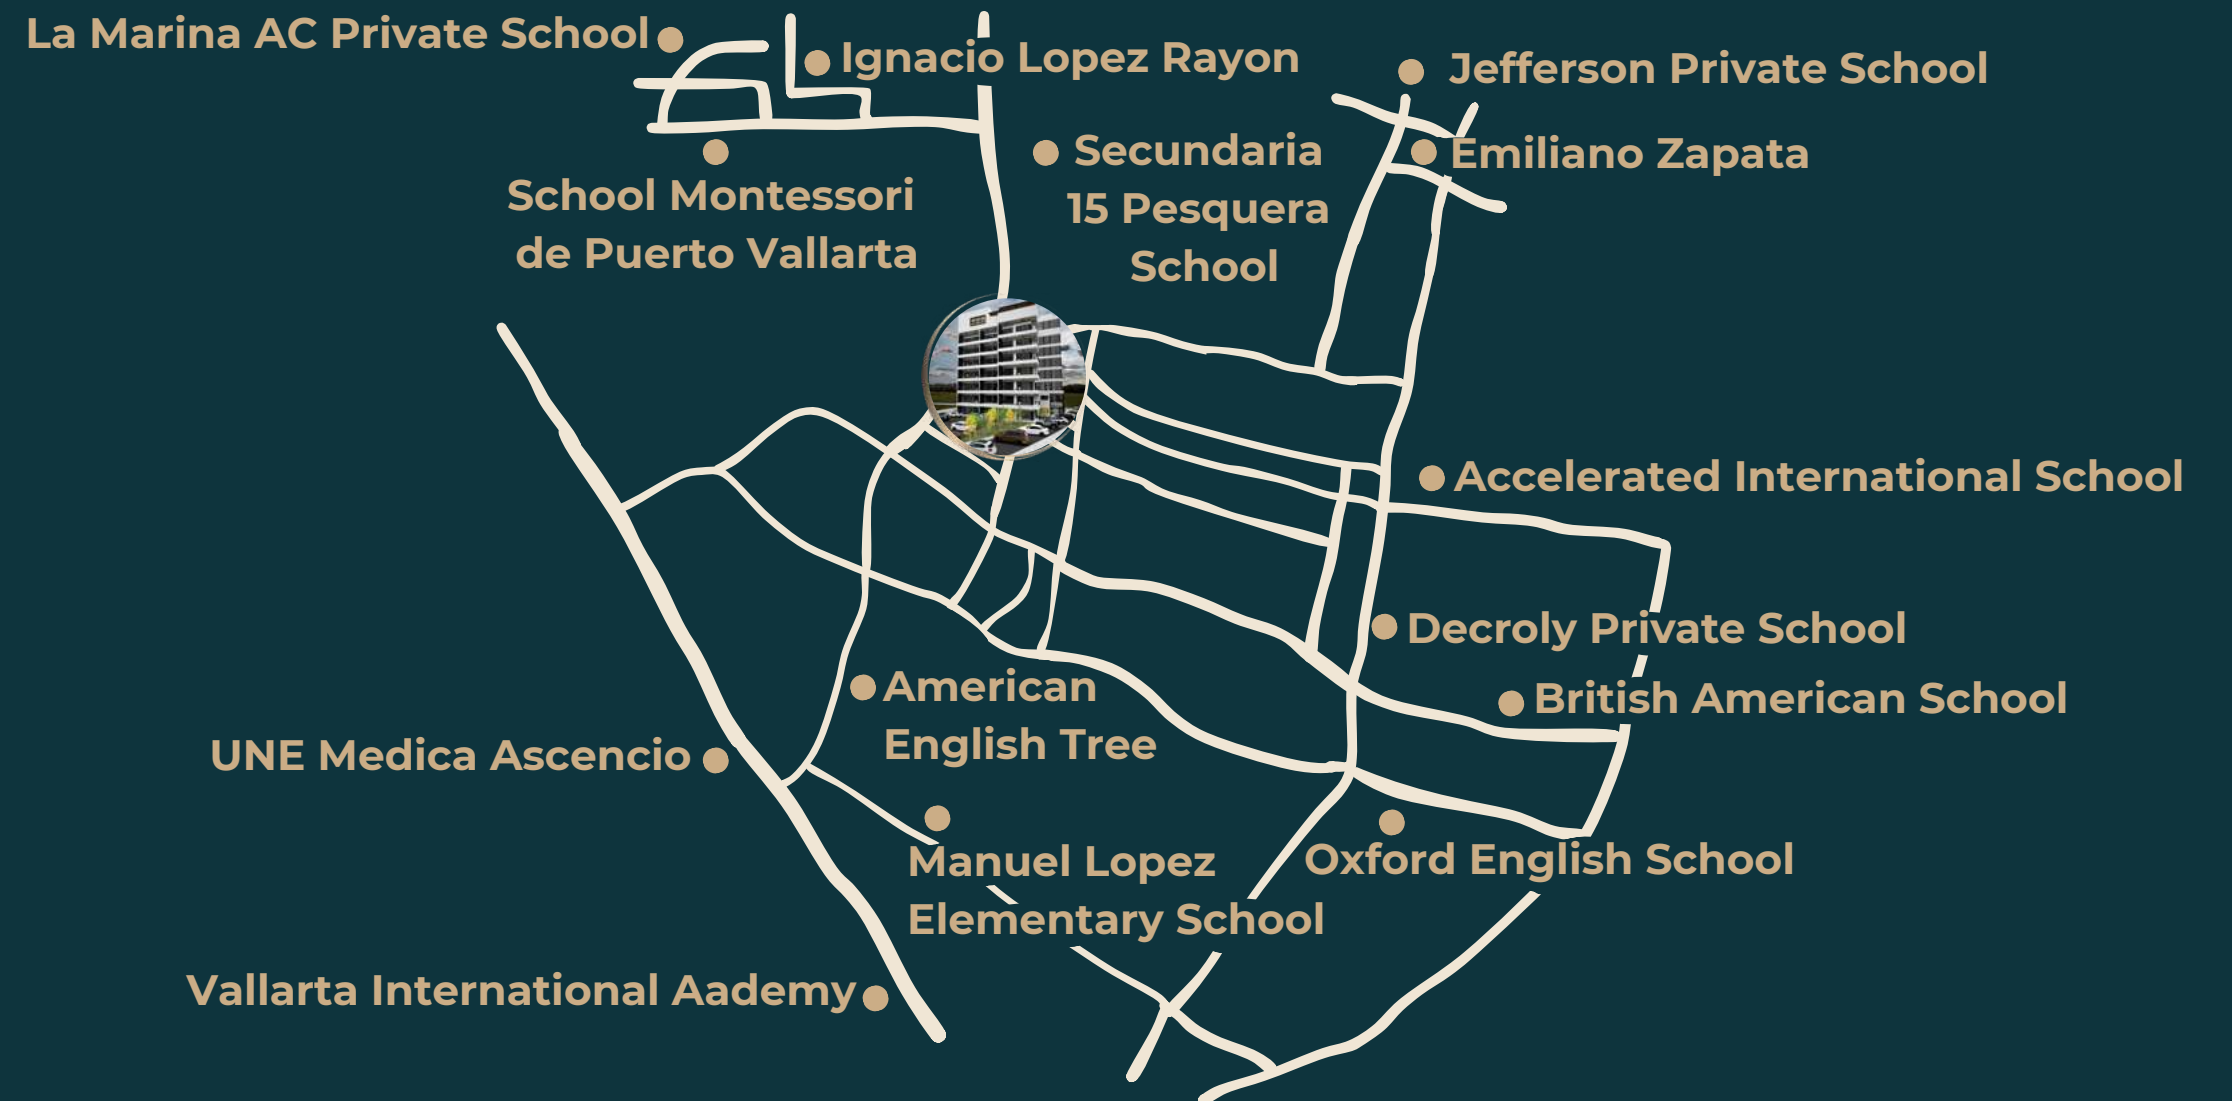 La Marina AC Private School
Ignacio Lopez Rayon
Jefferson Private School
Secundaria
15 Pesquera
School
Emiliano Zapata
School Montessori
de Puerto Vallarta
Accelerated International School
Decroly Private School
American
English Tree
British American School
UNE Medica Ascencio
Manuel Lopez
Elementary School
Oxford English School
Vallarta International Aademy